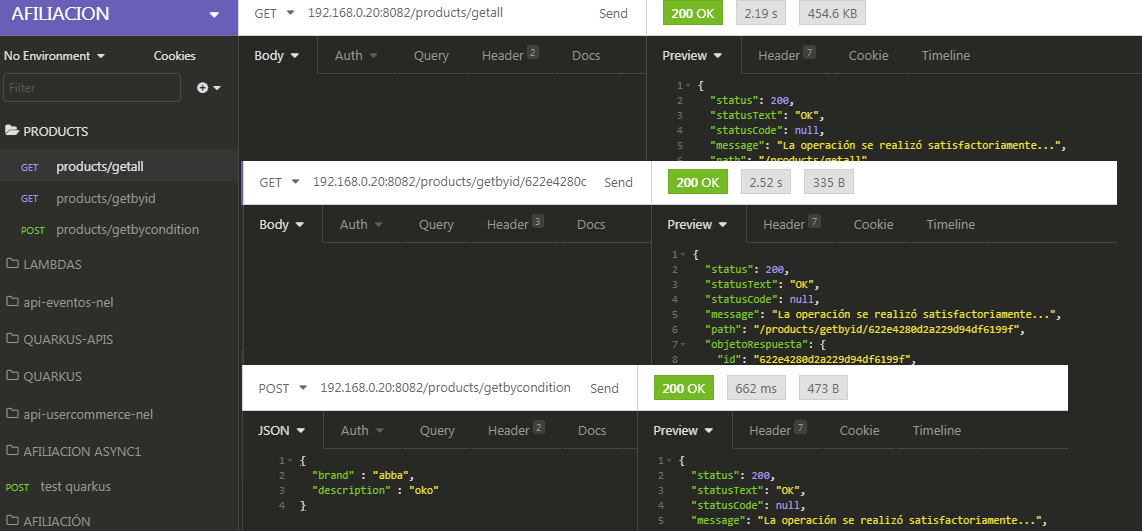 AFILIACION
No Environment
Cookies
Filter
PRODUCTS
GET products/getall
GET products/getbyid
POST products/getbycondition
LAMBDAS
api-eventos-nel
QUARKUS-APIS
QUARKUS
api-usercommerce-nel
AFILIACION ASYNC1
POST test quarkus
AFILIACIÓN
GET 192.168.0.20:8082/products/getall Send 200 OK 2.19 s 454.6 KB
Body Auth Query Header 2 Docs Preview Header 7 Cookie Timeline
1 {
2 "status": 200,
3 "statusText": "OK",
4 "statusCode": null,
5 "message": "La operación se realizó satisfactoriamente...",
6 "path": "/products/getall"
GET 192.168.0.20:8082/products/getbyid/622e4280c Send 200 OK 2.52 s 335 B
Body Auth Query Header 3 Docs Preview Header 7 Cookie Timeline
1 {
2 "status": 200,
3 "statusText": "OK",
4 "statusCode": null,
5 "message": "La operación se realizó satisfactoriamente...",
6 "path": "/products/getbyid/622e4280d2a229d94df6199f",
7 "objetoRespuesta": {
8 "id": "622e4280d2a229d94df6199f",
POST 192.168.0.20:8082/products/getbycondition Send 200 OK 662 ms 473 B
JSON Auth Query Header 2 Docs Preview Header 7 Cookie Timeline
1 {
2 "brand" : "abba",
3 "description" : "oko"
4 }
1 {
2 "status": 200,
3 "statusText": "OK",
4 "statusCode": null,
5 "message": "La operación se realizó satisfactoriamente...",